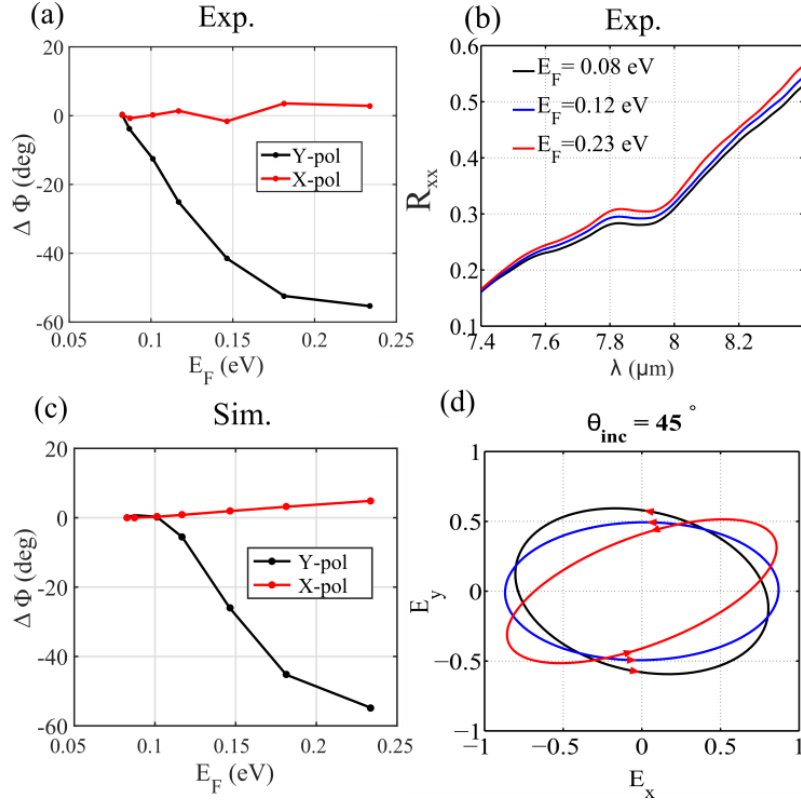 (a)
Exp.
20
0
-20
-40
-60
0.05
0.1
0.15
0.2
0.25
Δ Φ (deg)
E_F (eV)
Y-pol
X-pol
(b)
Exp.
0.6
0.5
0.4
0.3
0.2
0.1
7.4
7.6
7.8
8
8.2
R_xx
λ (μm)
E_F= 0.08 eV
E_F=0.12 eV
E_F=0.23 eV
(c)
Sim.
20
0
-20
-40
-60
0.05
0.1
0.15
0.2
0.25
Δ Φ (deg)
E_F (eV)
Y-pol
X-pol
(d)
θ_inc = 45 °
1
0.5
0
−0.5
−1
−1
−0.5
0
0.5
1
E_y
E_x